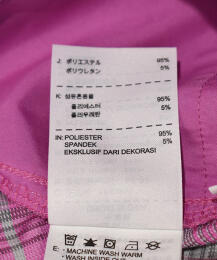 J: ポリエステル 95%
ポリウレタン 5%
K: 섬유혼용률
폴리에스터 95%
폴리우레탄 5%
IN: POLIESTER 95%
SPANDEK 5%
EKSKLUSIF DARI DEKORASI
E: - MACHINE WASH WARM
- WASH INSIDE OUT